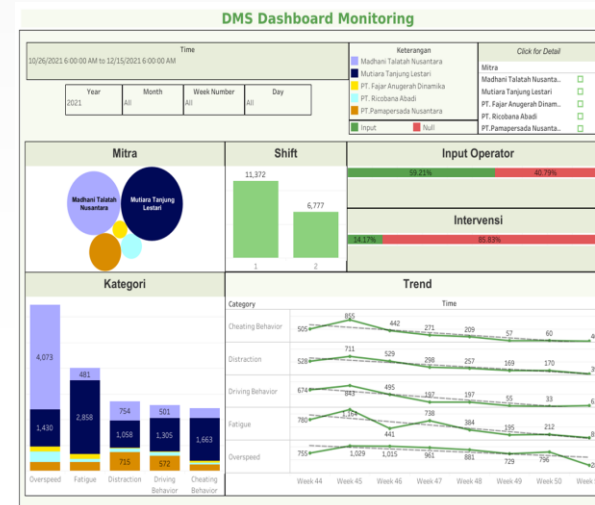 DMS Dashboard Monitoring
Time
10/26/2021 6:00:00 AM to 12/15/2021 6:00:00 AM
Year Month Week Number Day
2021 All All All
Keterangan
Madhani Talatah Nusantara
Mutiara Tanjung Lestari
PT. Fajar Anugerah Dinamika
PT. Ricobana Abadi
PT.Pamapersada Nusantara
Input Null
Click for Detail
Mitra
Madhani Talatah Nusanta..
Mutiara Tanjung Lestari
PT. Fajar Anugerah Dinam..
PT. Ricobana Abadi
PT.Pamapersada Nusanta..
Mitra
Madhani Talatah
Nusantara
Mutiara Tanjung
Lestari
Shift
11,372
6,777
1 2
Input Operator
59.21% 40.79%
Intervensi
14.17% 85.83%
Kategori
4,073
1,430
481
2,858
754
1,058
715
501
1,305
572
1,663
Overspeed Fatigue Distraction Driving Behavior Cheating Behavior
Trend
Category Time
Cheating Behavior 505 855 442 271 209 57 60
Distraction 528 711 529 298 257 169 170
Driving Behavior 674 843 495 197 197 55 33
Fatigue 780 441 738 384 195 212
Overspeed 755 1,029 1,015 961 881 729 796
Week 44 Week 45 Week 46 Week 47 Week 48 Week 49 Week 50 Week